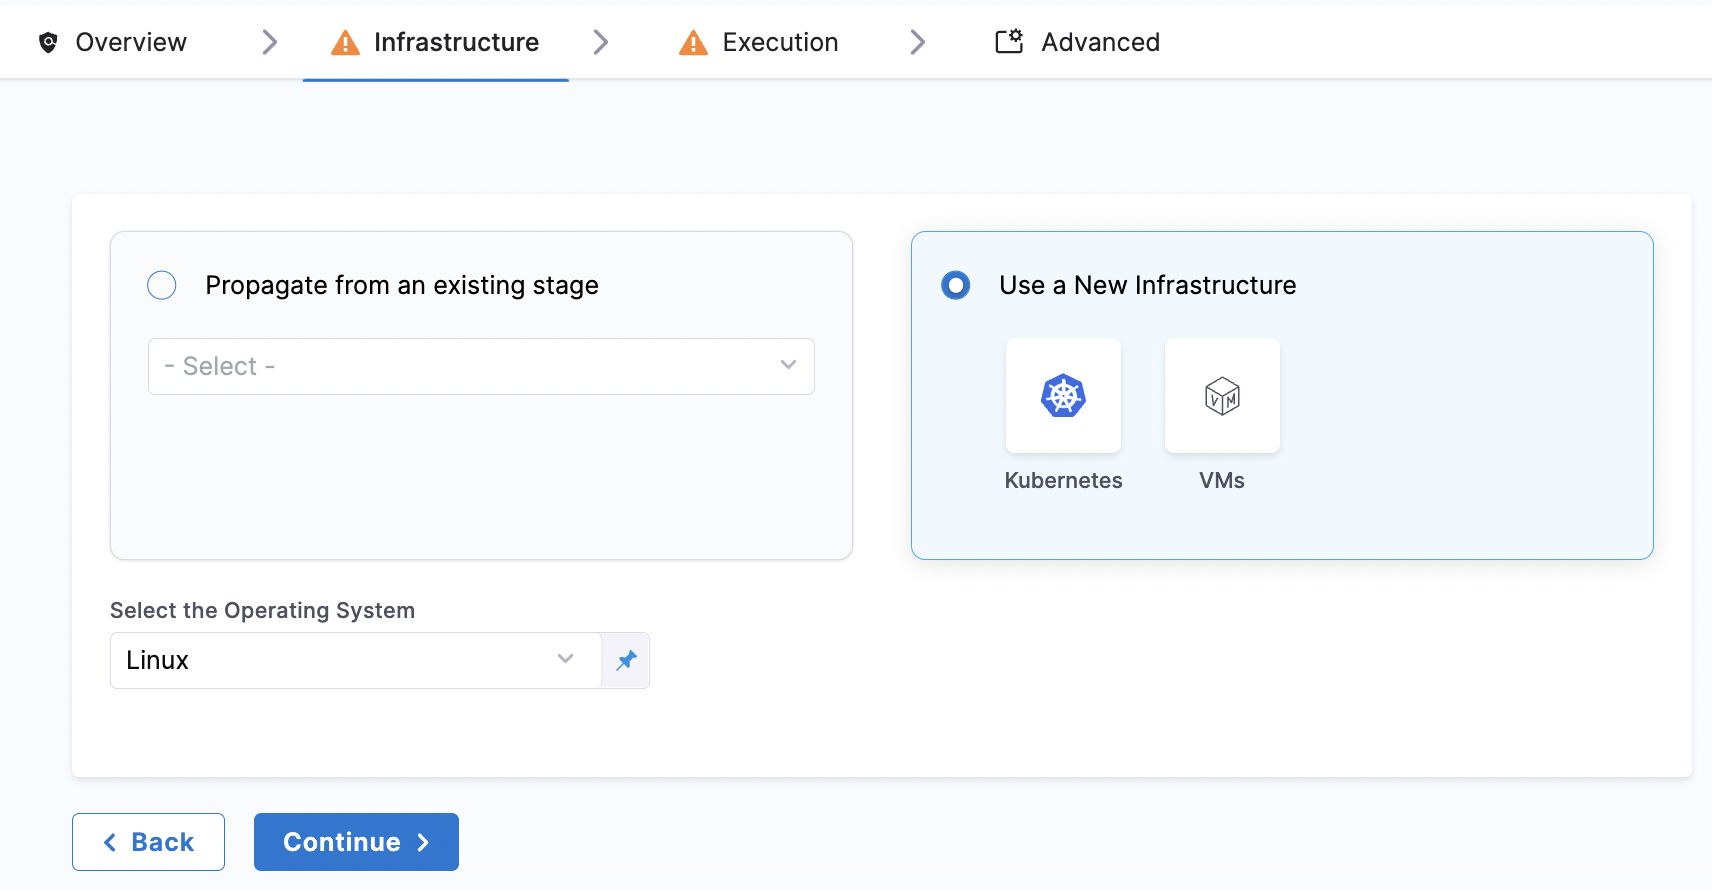 Overview
Infrastructure
Execution
Advanced
Propagate from an existing stage
- Select -
Use a New Infrastructure
VM
Kubernetes
VMs
Select the Operating System
Linux
Back
Continue